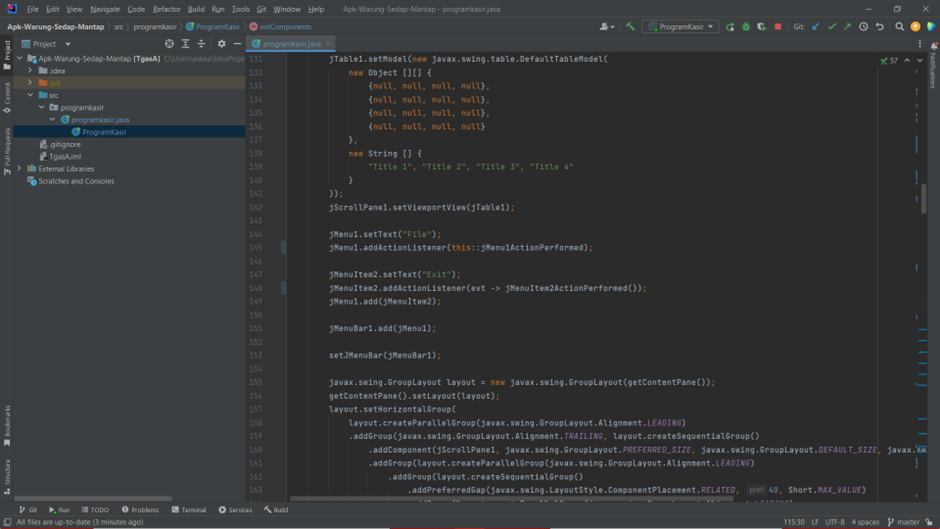 File Edit View Navigate Code Refactor Build Run Tools Git Window Help Apk-Warung-Sedap-Mantap - programkasir.java
Apk-Warung-Sedap-Mantap src programkasir ProgramKasir initComponents ProgramKasir Git:
Project
programkasir.java
Apk-Warung-Sedap-Mantap [TgasA]
.idea
out
src
programkasir
programkasir.java
ProgramKasir
.gitignore
TgasA.iml
External Libraries
Scratches and Consoles
Project
Commit
Pull Requests
Bookmarks
Structure
Notifications
57
131 jTable1.setModel(new javax.swing.table.DefaultTableModel(
132 new Object [][] {
133 {null, null, null, null},
134 {null, null, null, null},
135 {null, null, null, null},
136 {null, null, null, null}
137 },
138 new String [] {
139 "Title 1", "Title 2", "Title 3", "Title 4"
140 }
141 ));
142 jScrollPane1.setViewportView(jTable1);
143
144 jMenu1.setText("File");
145 jMenu1.addActionListener(this::jMenu1ActionPerformed);
146
147 jMenuItem2.setText("Exit");
148 jMenuItem2.addActionListener(evt -> jMenuItem2ActionPerformed());
149 jMenu1.add(jMenuItem2);
150
151 jMenuBar1.add(jMenu1);
152
153 setJMenuBar(jMenuBar1);
154
155 javax.swing.GroupLayout layout = new javax.swing.GroupLayout(getContentPane());
156 getContentPane().setLayout(layout);
157 layout.setHorizontalGroup(
158 layout.createParallelGroup(javax.swing.GroupLayout.Alignment.LEADING)
159 .addGroup(javax.swing.GroupLayout.Alignment.TRAILING, layout.createSequentialGroup()
160 .addComponent(jScrollPane1, javax.swing.GroupLayout.PREFERRED_SIZE, javax.swing.GroupLayout.DEFAULT_SIZE, javax.sw
161 .addGroup(layout.createParallelGroup(javax.swing.GroupLayout.Alignment.LEADING)
162 .addGroup(layout.createSequentialGroup()
163 .addPreferredGap(javax.swing.LayoutStyle.ComponentPlacement.RELATED, pref: 40, Short.MAX_VALUE)
Git Run TODO Problems Terminal Services Build
All files are up-to-date (3 minutes ago) 115:30 LF UTF-8 4 spaces master